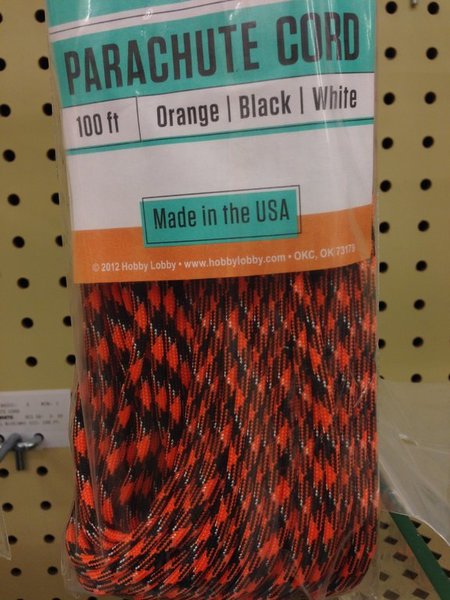 PARACHUTE CORD
100 ft | Orange | Black | White
Made in the USA
© 2012 Hobby Lobby • www.hobbylobby.com • OKC, OK 73179